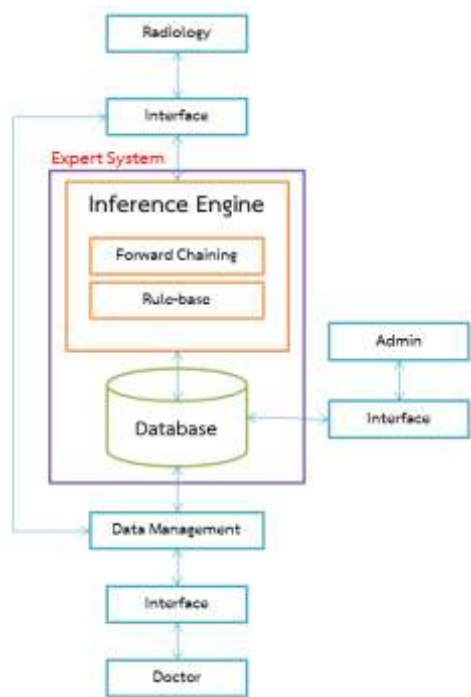 Radiology
Interface
Expert System
Inference Engine
Forward Chaining
Rule-base
Admin
Interface
Database
Data Management
Interface
Doctor